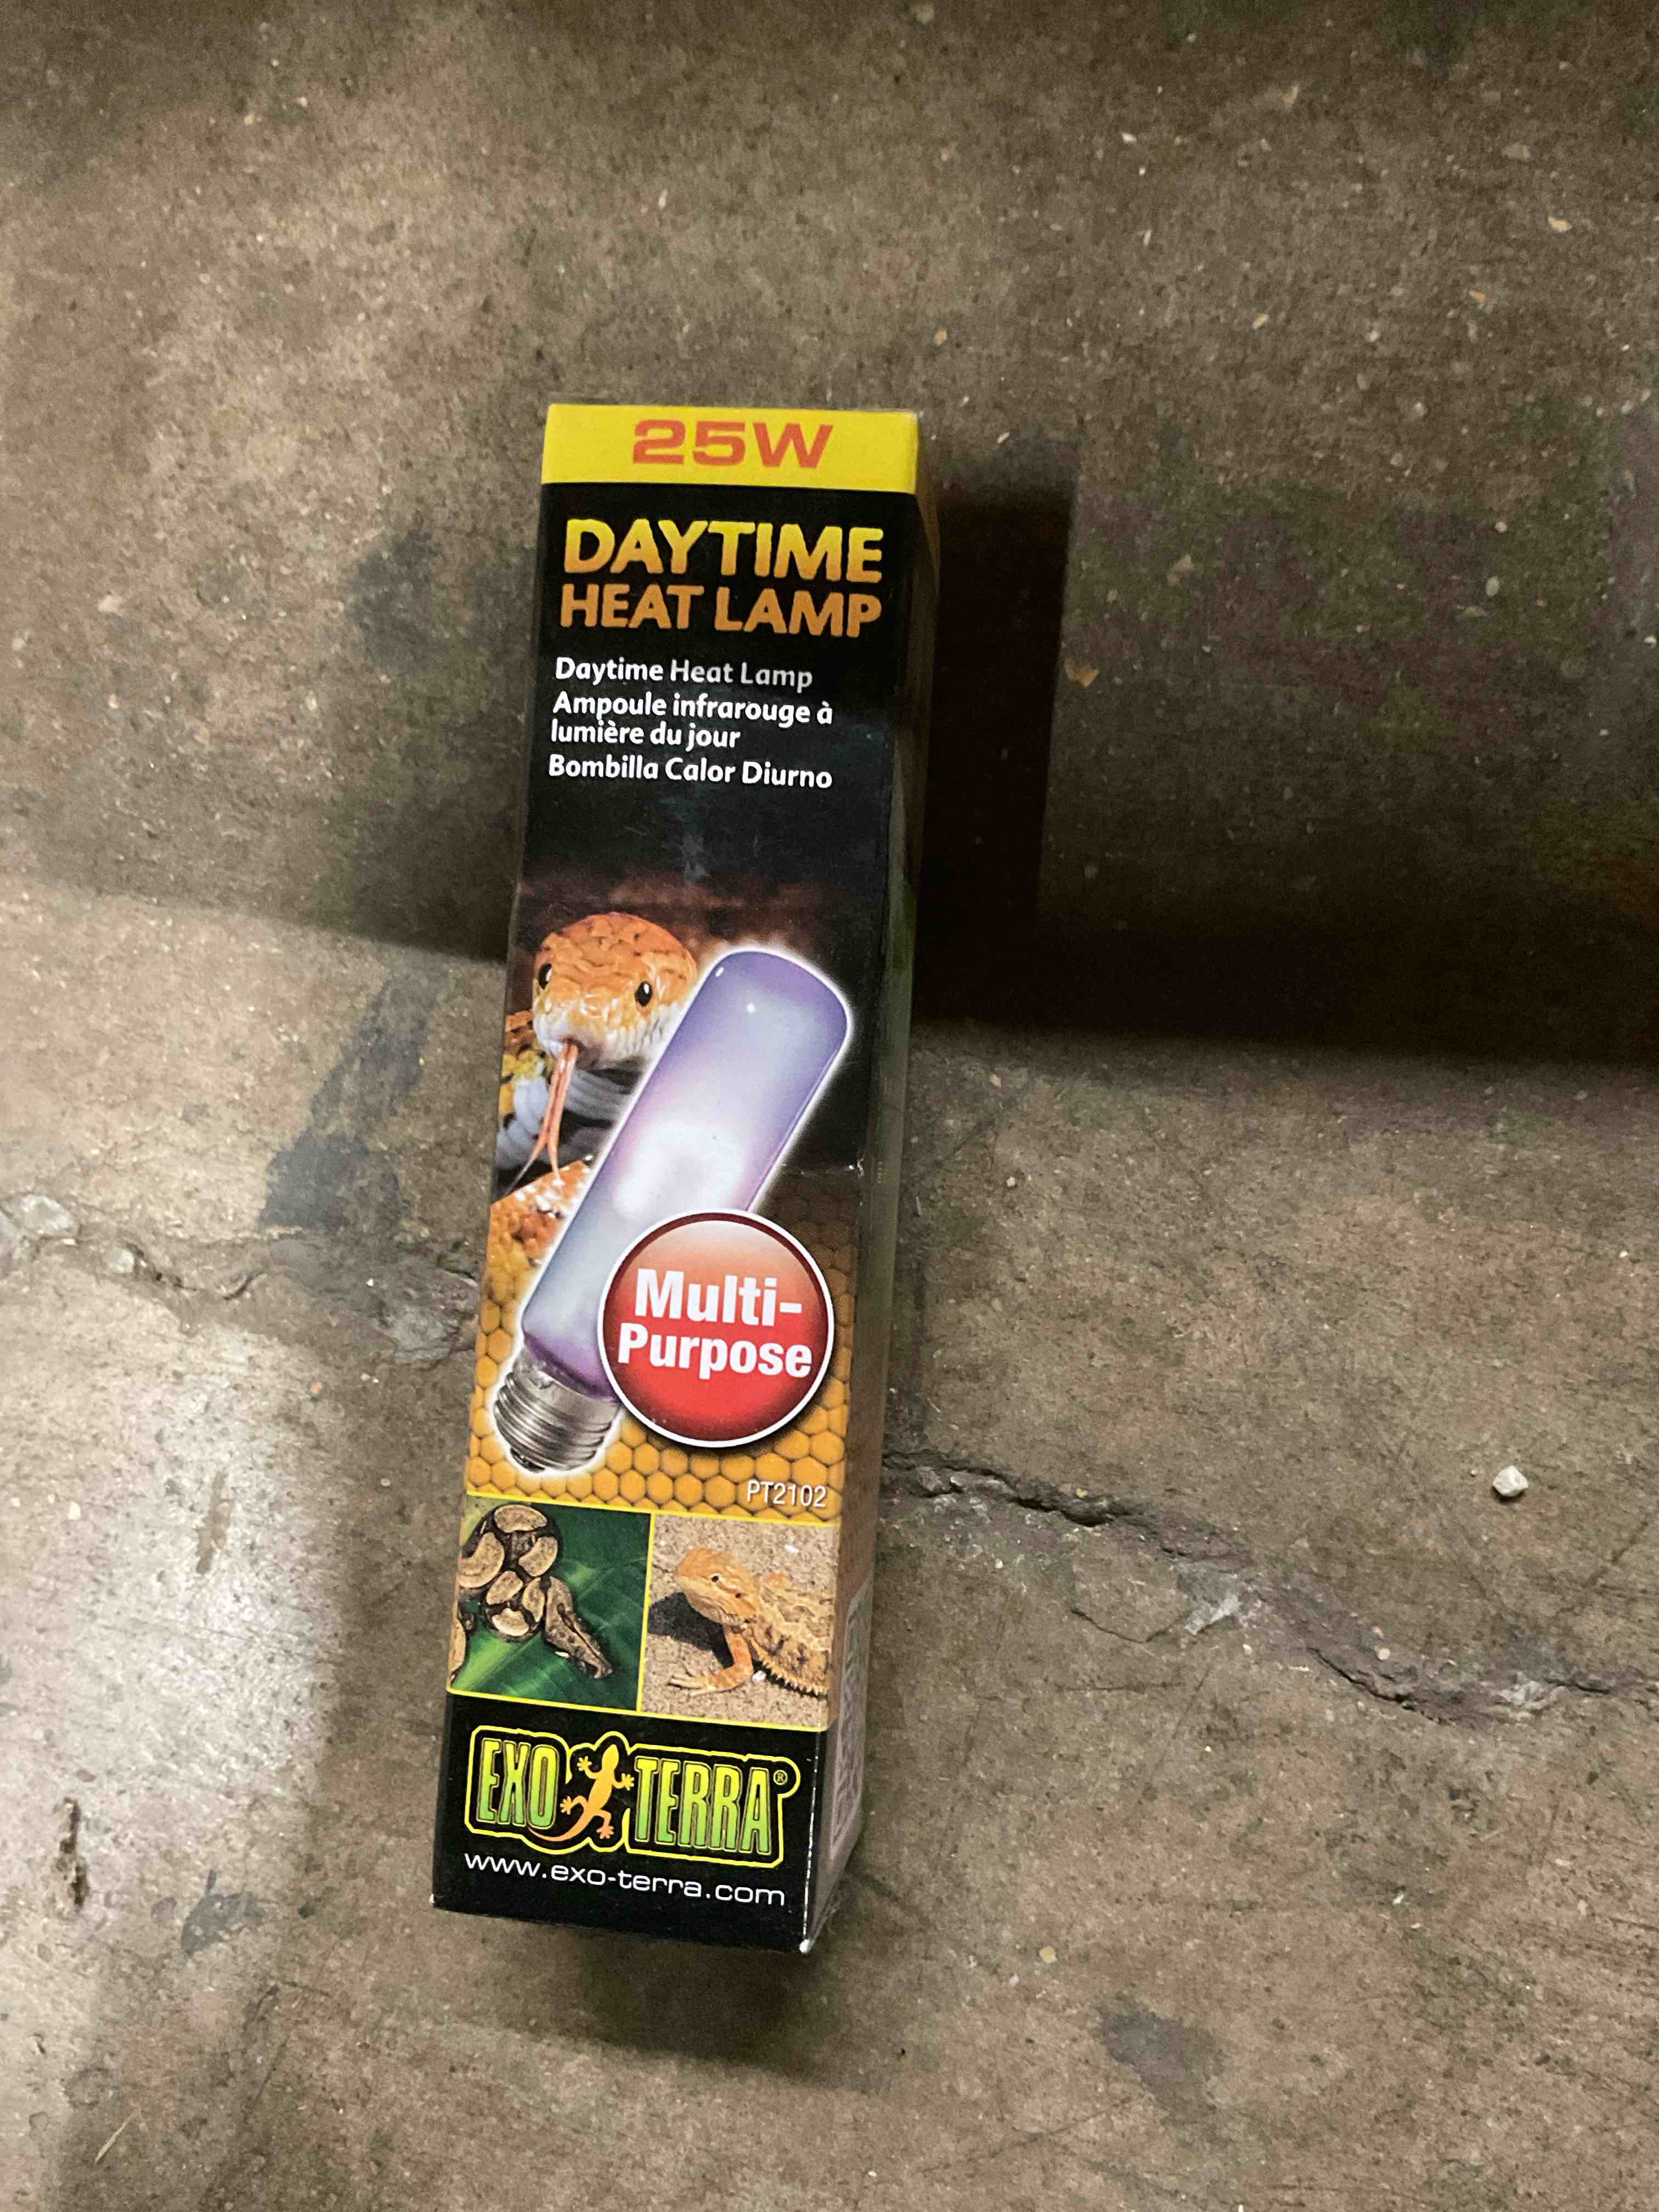 25W
DAYTIME
HEAT LAMP
Daytime Heat Lamp
Ampoule infrarouge à
lumière du jour
Bombilla Calor Diurno
Multi-
Purpose
PT2102
EXO TERRA®
www.exo-terra.com